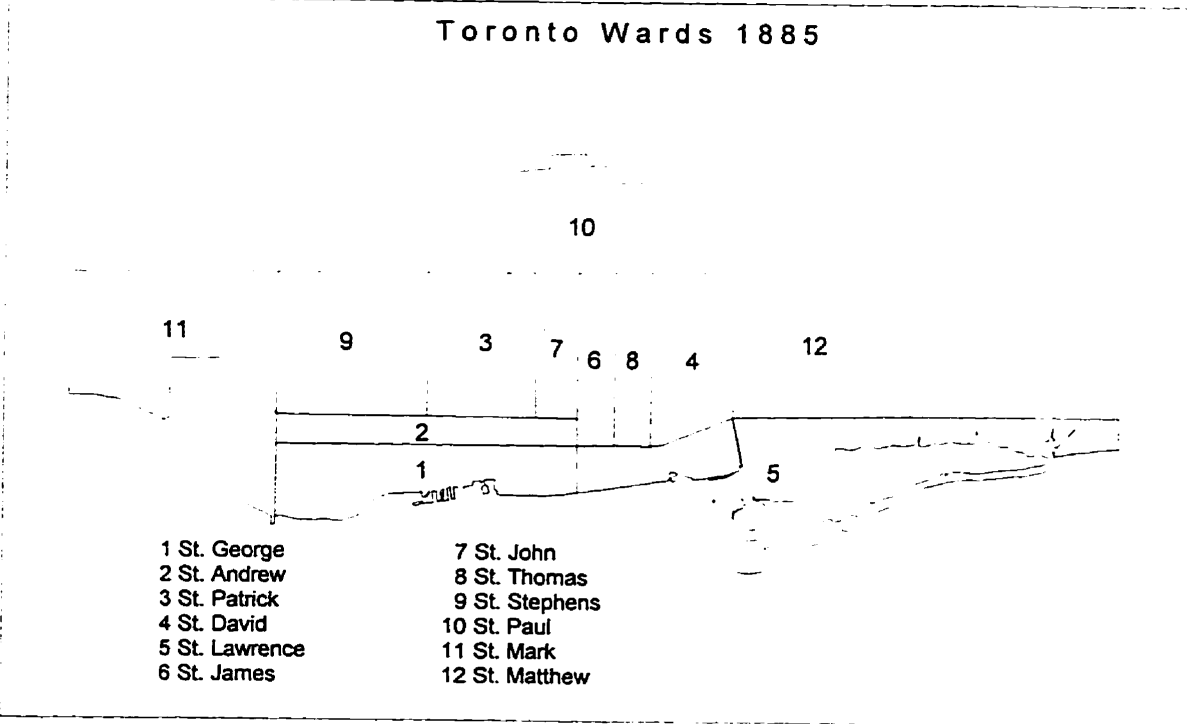 Toronto Wards 1885
10
11
9
3
7
6
8
4
12
2
1
5
1 St. George
2 St. Andrew
3 St. Patrick
4 St. David
5 St. Lawrence
6 St. James
7 St. John
8 St. Thomas
9 St. Stephens
10 St. Paul
11 St. Mark
12 St. Matthew